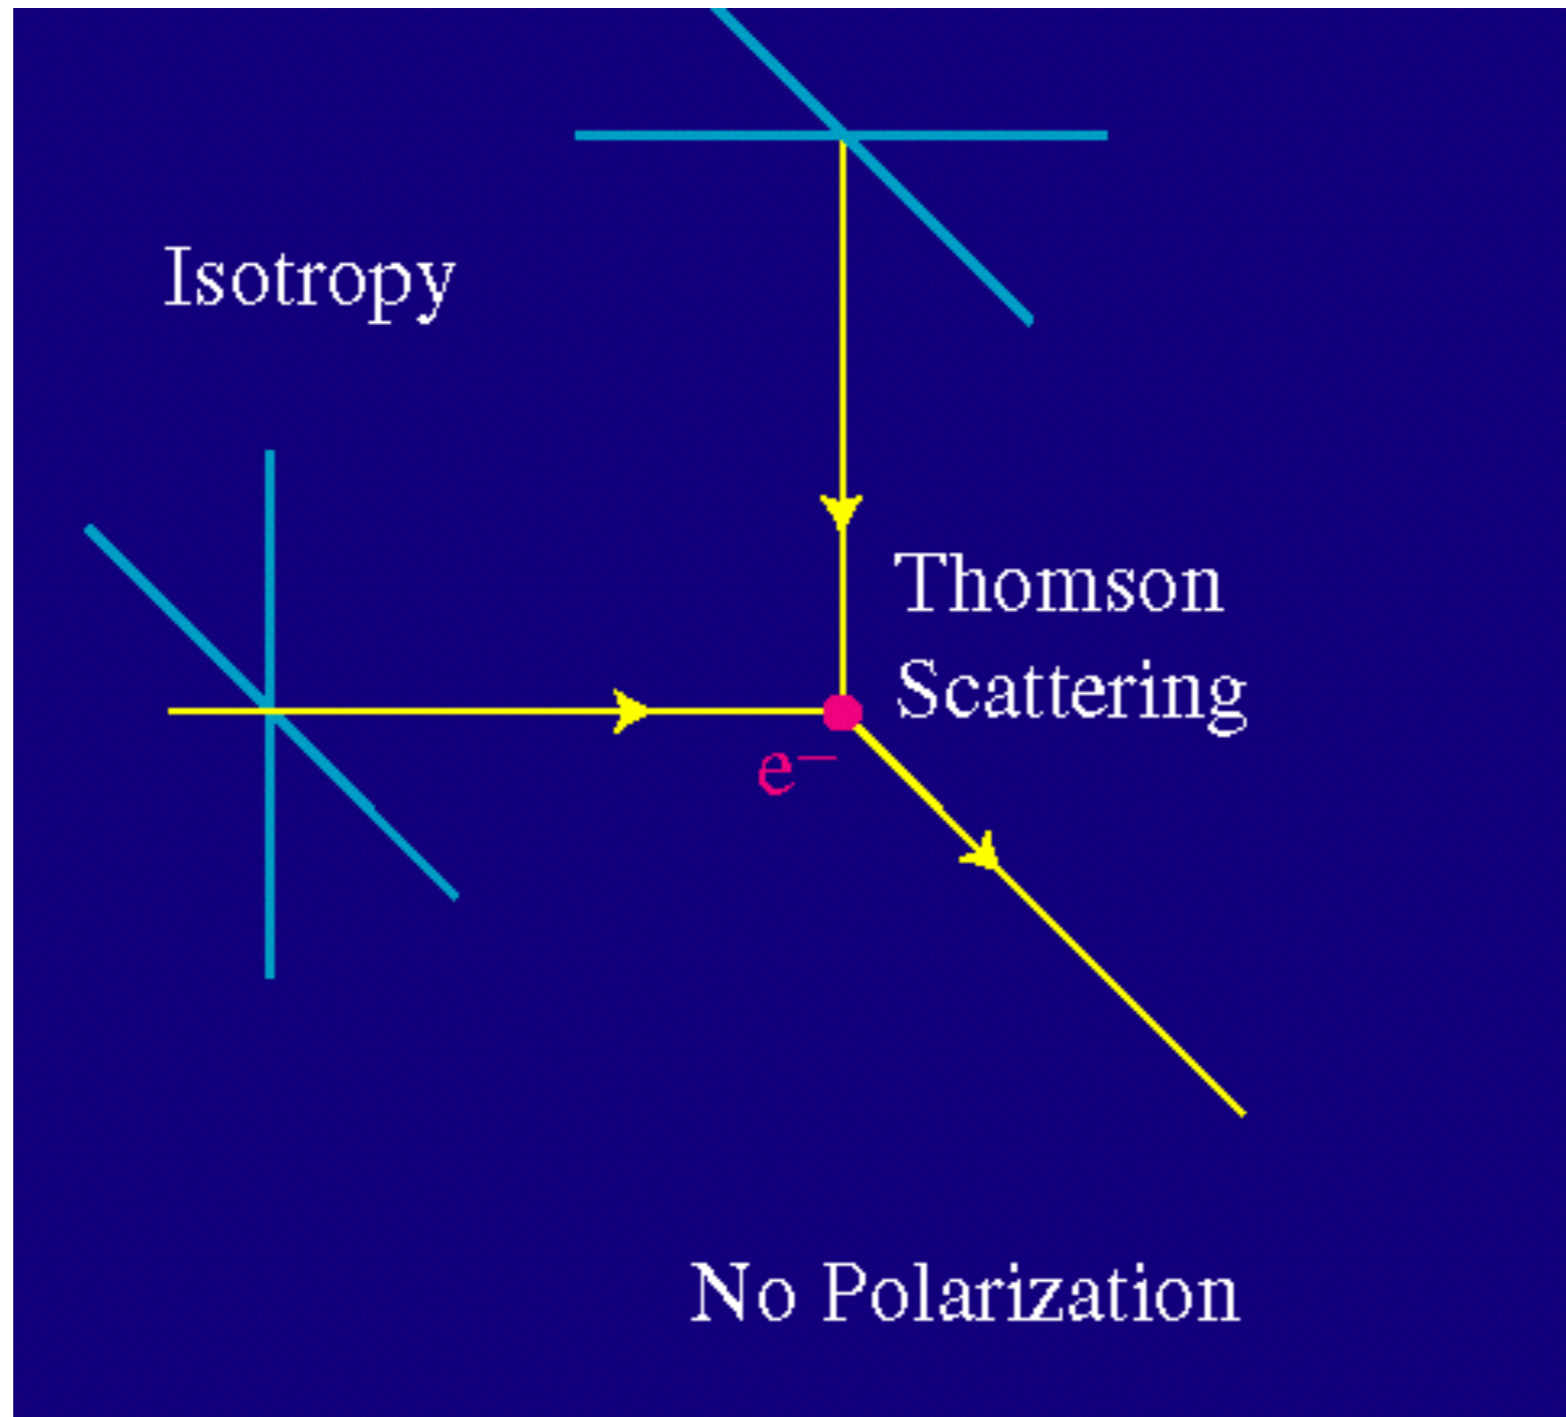 Isotropy
Thomson
Scattering
e⁻
No Polarization